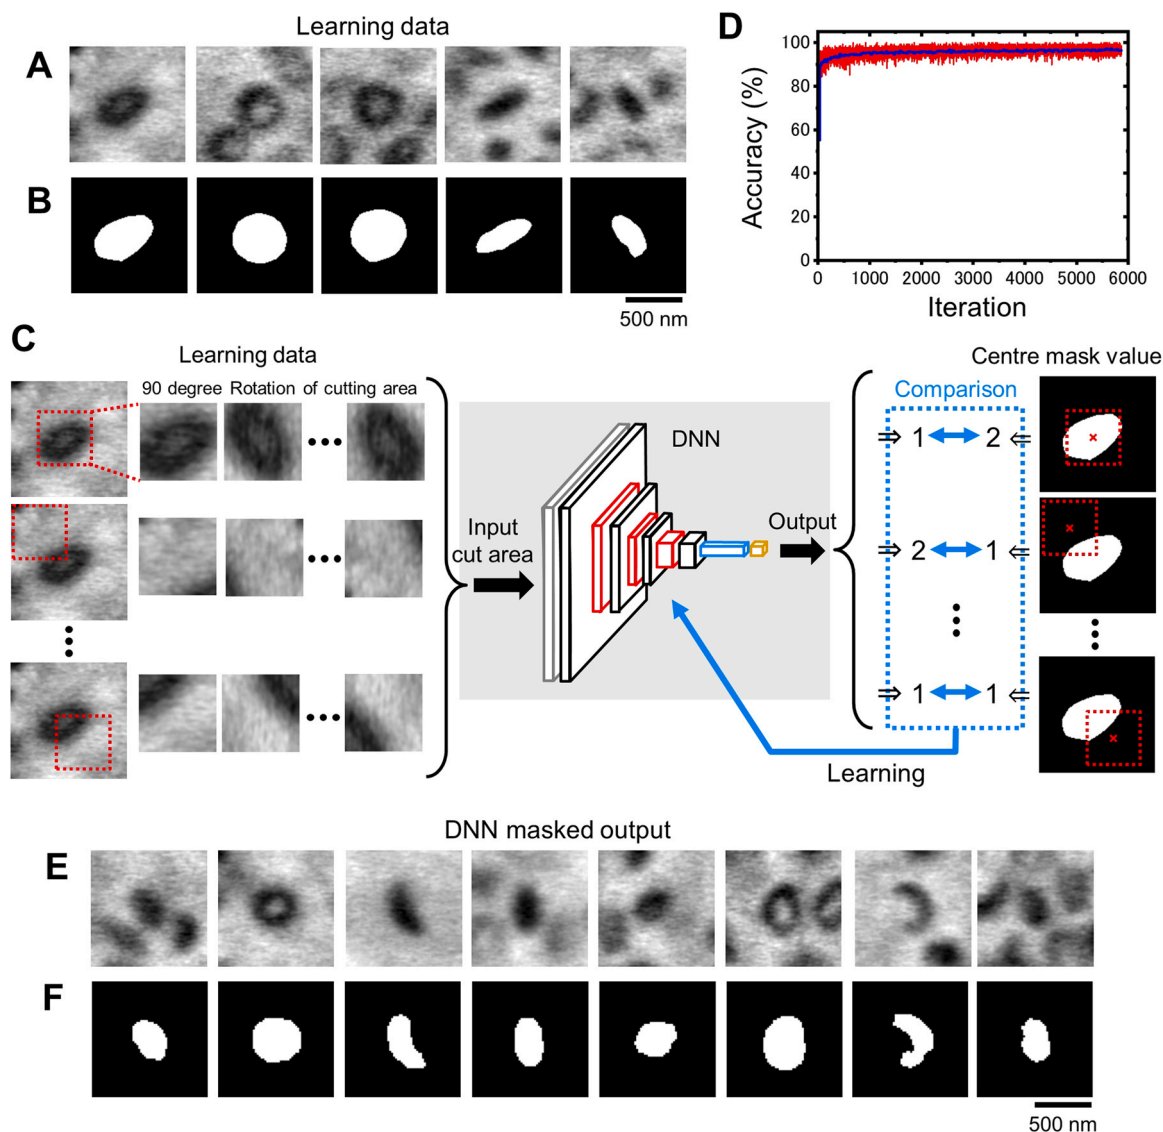 Learning data
A
B
500 nm
D
Accuracy (%)
100
80
60
40
20
0
0 1000 2000 3000 4000 5000 6000
Iteration
C
Learning data
90 degree Rotation of cutting area
Input
cut area
DNN
Output
Comparison
Centre mask value
⇒ 1 2 ⇐
×
⇒ 2 1 ⇐
×
⇒ 1 1 ⇐
×
Learning
DNN masked output
E
F
500 nm